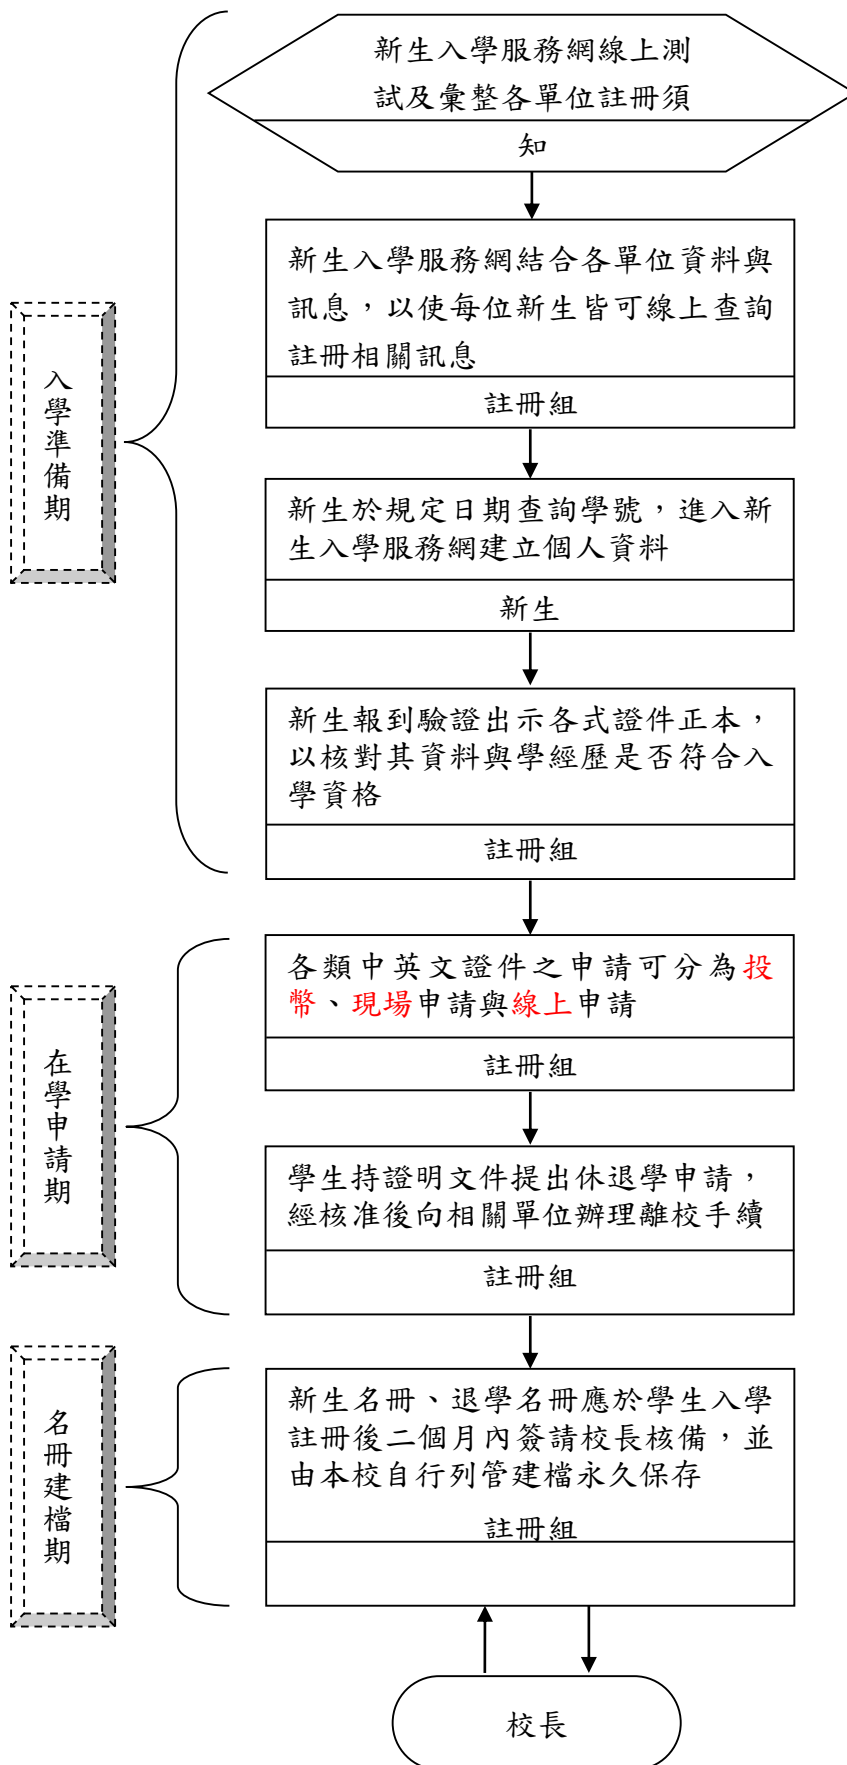 新生入學服務網線上測
試及彙整各單位註冊須
知
新生入學服務網結合各單位資料與
訊息，以使每位新生皆可線上查詢
註冊相關訊息
註冊組
入學準備期
新生於規定日期查詢學號，進入新
生入學服務網建立個人資料
新生
新生報到驗證出示各式證件正本，
以核對其資料與學經歷是否符合入
學資格
註冊組
各類中英文證件之申請可分為投
幣、現場申請與線上申請
註冊組
在學申請期
學生持證明文件提出休退學申請，
經核准後向相關單位辦理離校手續
註冊組
新生名冊、退學名冊應於學生入學
註冊後二個月內簽請校長核備，並
由本校自行列管建檔永久保存
註冊組
名冊建檔期
校長